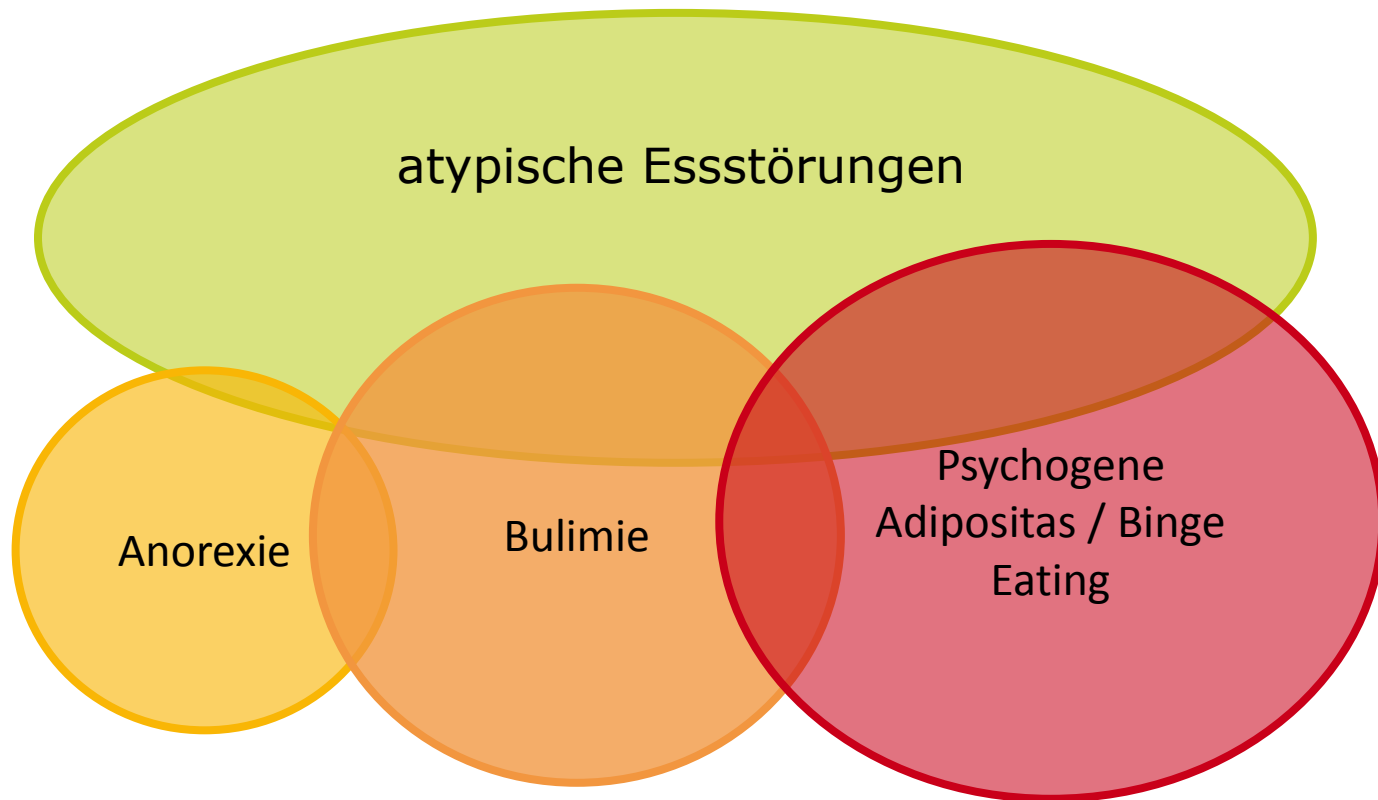 atypische Essstörungen
Anorexie
Bulimie
Psychogene
Adipositas / Binge
Eating